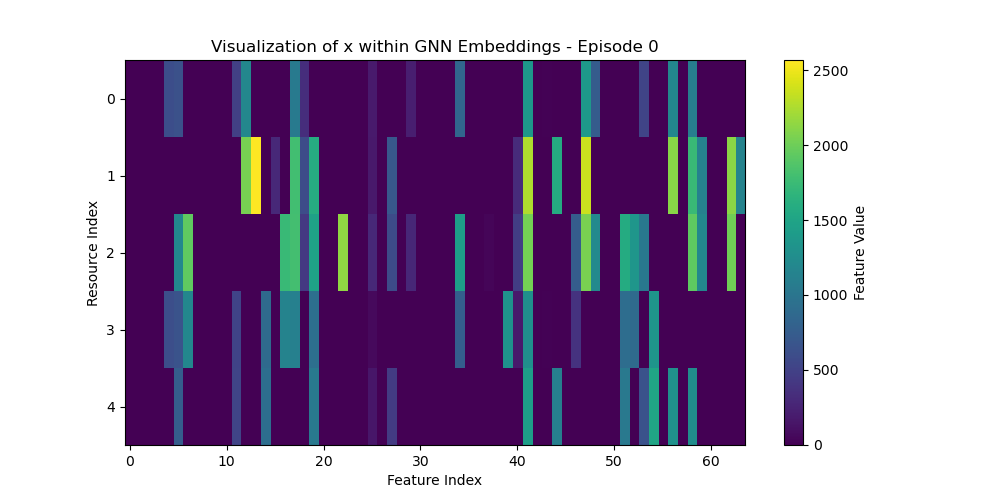 Visualization of x within GNN Embeddings - Episode 0
Resource Index
0
1
2
3
4
0 10 20 30 40 50 60
Feature Index
2500
2000
1500
1000
500
0
Feature Value